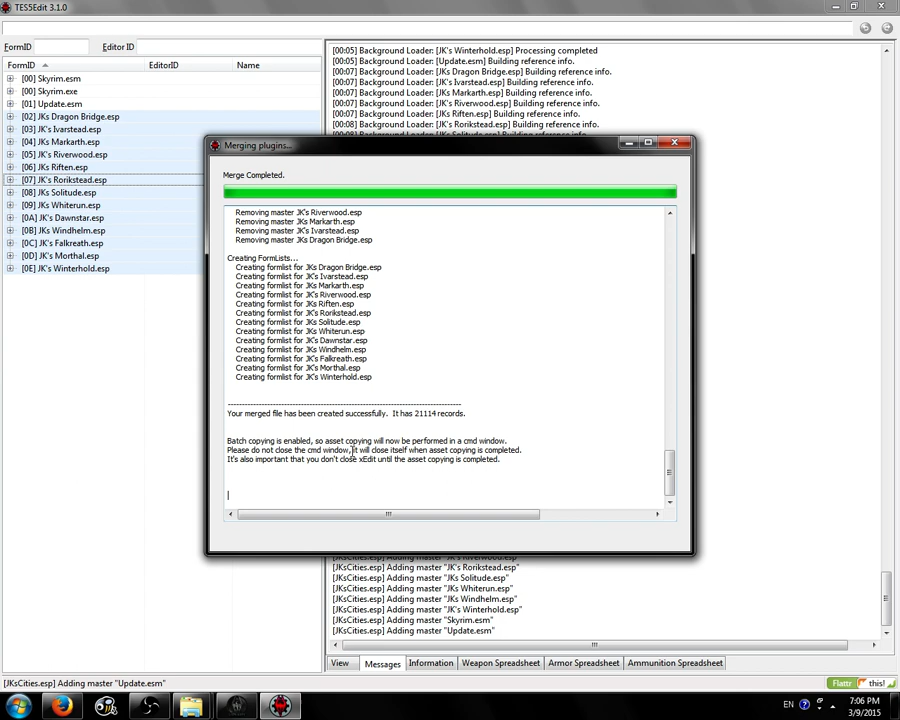 TES5Edit 3.1.0
FormID
Editor ID
FormID
EditorID
Name
[00] Skyrim.esm
[00] Skyrim.exe
[01] Update.esm
[02] JKs Dragon Bridge.esp
[03] JK's Ivarstead.esp
[04] JKs Markarth.esp
[05] JK's Riverwood.esp
[06] JKs Riften.esp
[07] JK's Rorikstead.esp
[08] JKs Solitude.esp
[09] JKs Whiterun.esp
[0A] JK's Dawnstar.esp
[0B] JKs Windhelm.esp
[0C] JK's Falkreath.esp
[0D] JK's Morthal.esp
[0E] JK's Winterhold.esp
[00:05] Background Loader: [JK's Winterhold.esp] Processing completed
[00:05] Background Loader: [Update.esm] Building reference info.
[00:07] Background Loader: [JKs Dragon Bridge.esp] Building reference info.
[00:07] Background Loader: [JK's Ivarstead.esp] Building reference info.
[00:07] Background Loader: [JKs Markarth.esp] Building reference info.
[00:07] Background Loader: [JK's Riverwood.esp] Building reference info.
[00:07] Background Loader: [JKs Riften.esp] Building reference info.
[00:08] Background Loader: [JK's Rorikstead.esp] Building reference info.
Merging plugins...
Merge Completed.
Removing master JK's Riverwood.esp
Removing master JKs Markarth.esp
Removing master JK's Ivarstead.esp
Removing master JKs Dragon Bridge.esp
Creating FormLists...
Creating formlist for JKs Dragon Bridge.esp
Creating formlist for JK's Ivarstead.esp
Creating formlist for JKs Markarth.esp
Creating formlist for JK's Riverwood.esp
Creating formlist for JKs Riften.esp
Creating formlist for JK's Rorikstead.esp
Creating formlist for JKs Solitude.esp
Creating formlist for JKs Whiterun.esp
Creating formlist for JK's Dawnstar.esp
Creating formlist for JKs Windhelm.esp
Creating formlist for JK's Falkreath.esp
Creating formlist for JK's Morthal.esp
Creating formlist for JK's Winterhold.esp
Your merged file has been created successfully. It has 21114 records.
Batch copying is enabled, so asset copying will now be performed in a cmd window.
Please do not close the cmd window, it will close itself when asset copying is completed.
It's also important that you don't close xEdit until the asset copying is completed.
[JKsCities.esp] Adding master "JK's Rorikstead.esp"
[JKsCities.esp] Adding master "JKs Solitude.esp"
[JKsCities.esp] Adding master "JKs Whiterun.esp"
[JKsCities.esp] Adding master "JKs Windhelm.esp"
[JKsCities.esp] Adding master "JK's Winterhold.esp"
[JKsCities.esp] Adding master "Skyrim.esm"
[JKsCities.esp] Adding master "Update.esm"
View
Messages
Information
Weapon Spreadsheet
Armor Spreadsheet
Ammunition Spreadsheet
[JKsCities.esp] Adding master "Update.esm"
Flattr
this!
EN
7:06 PM
3/9/2015